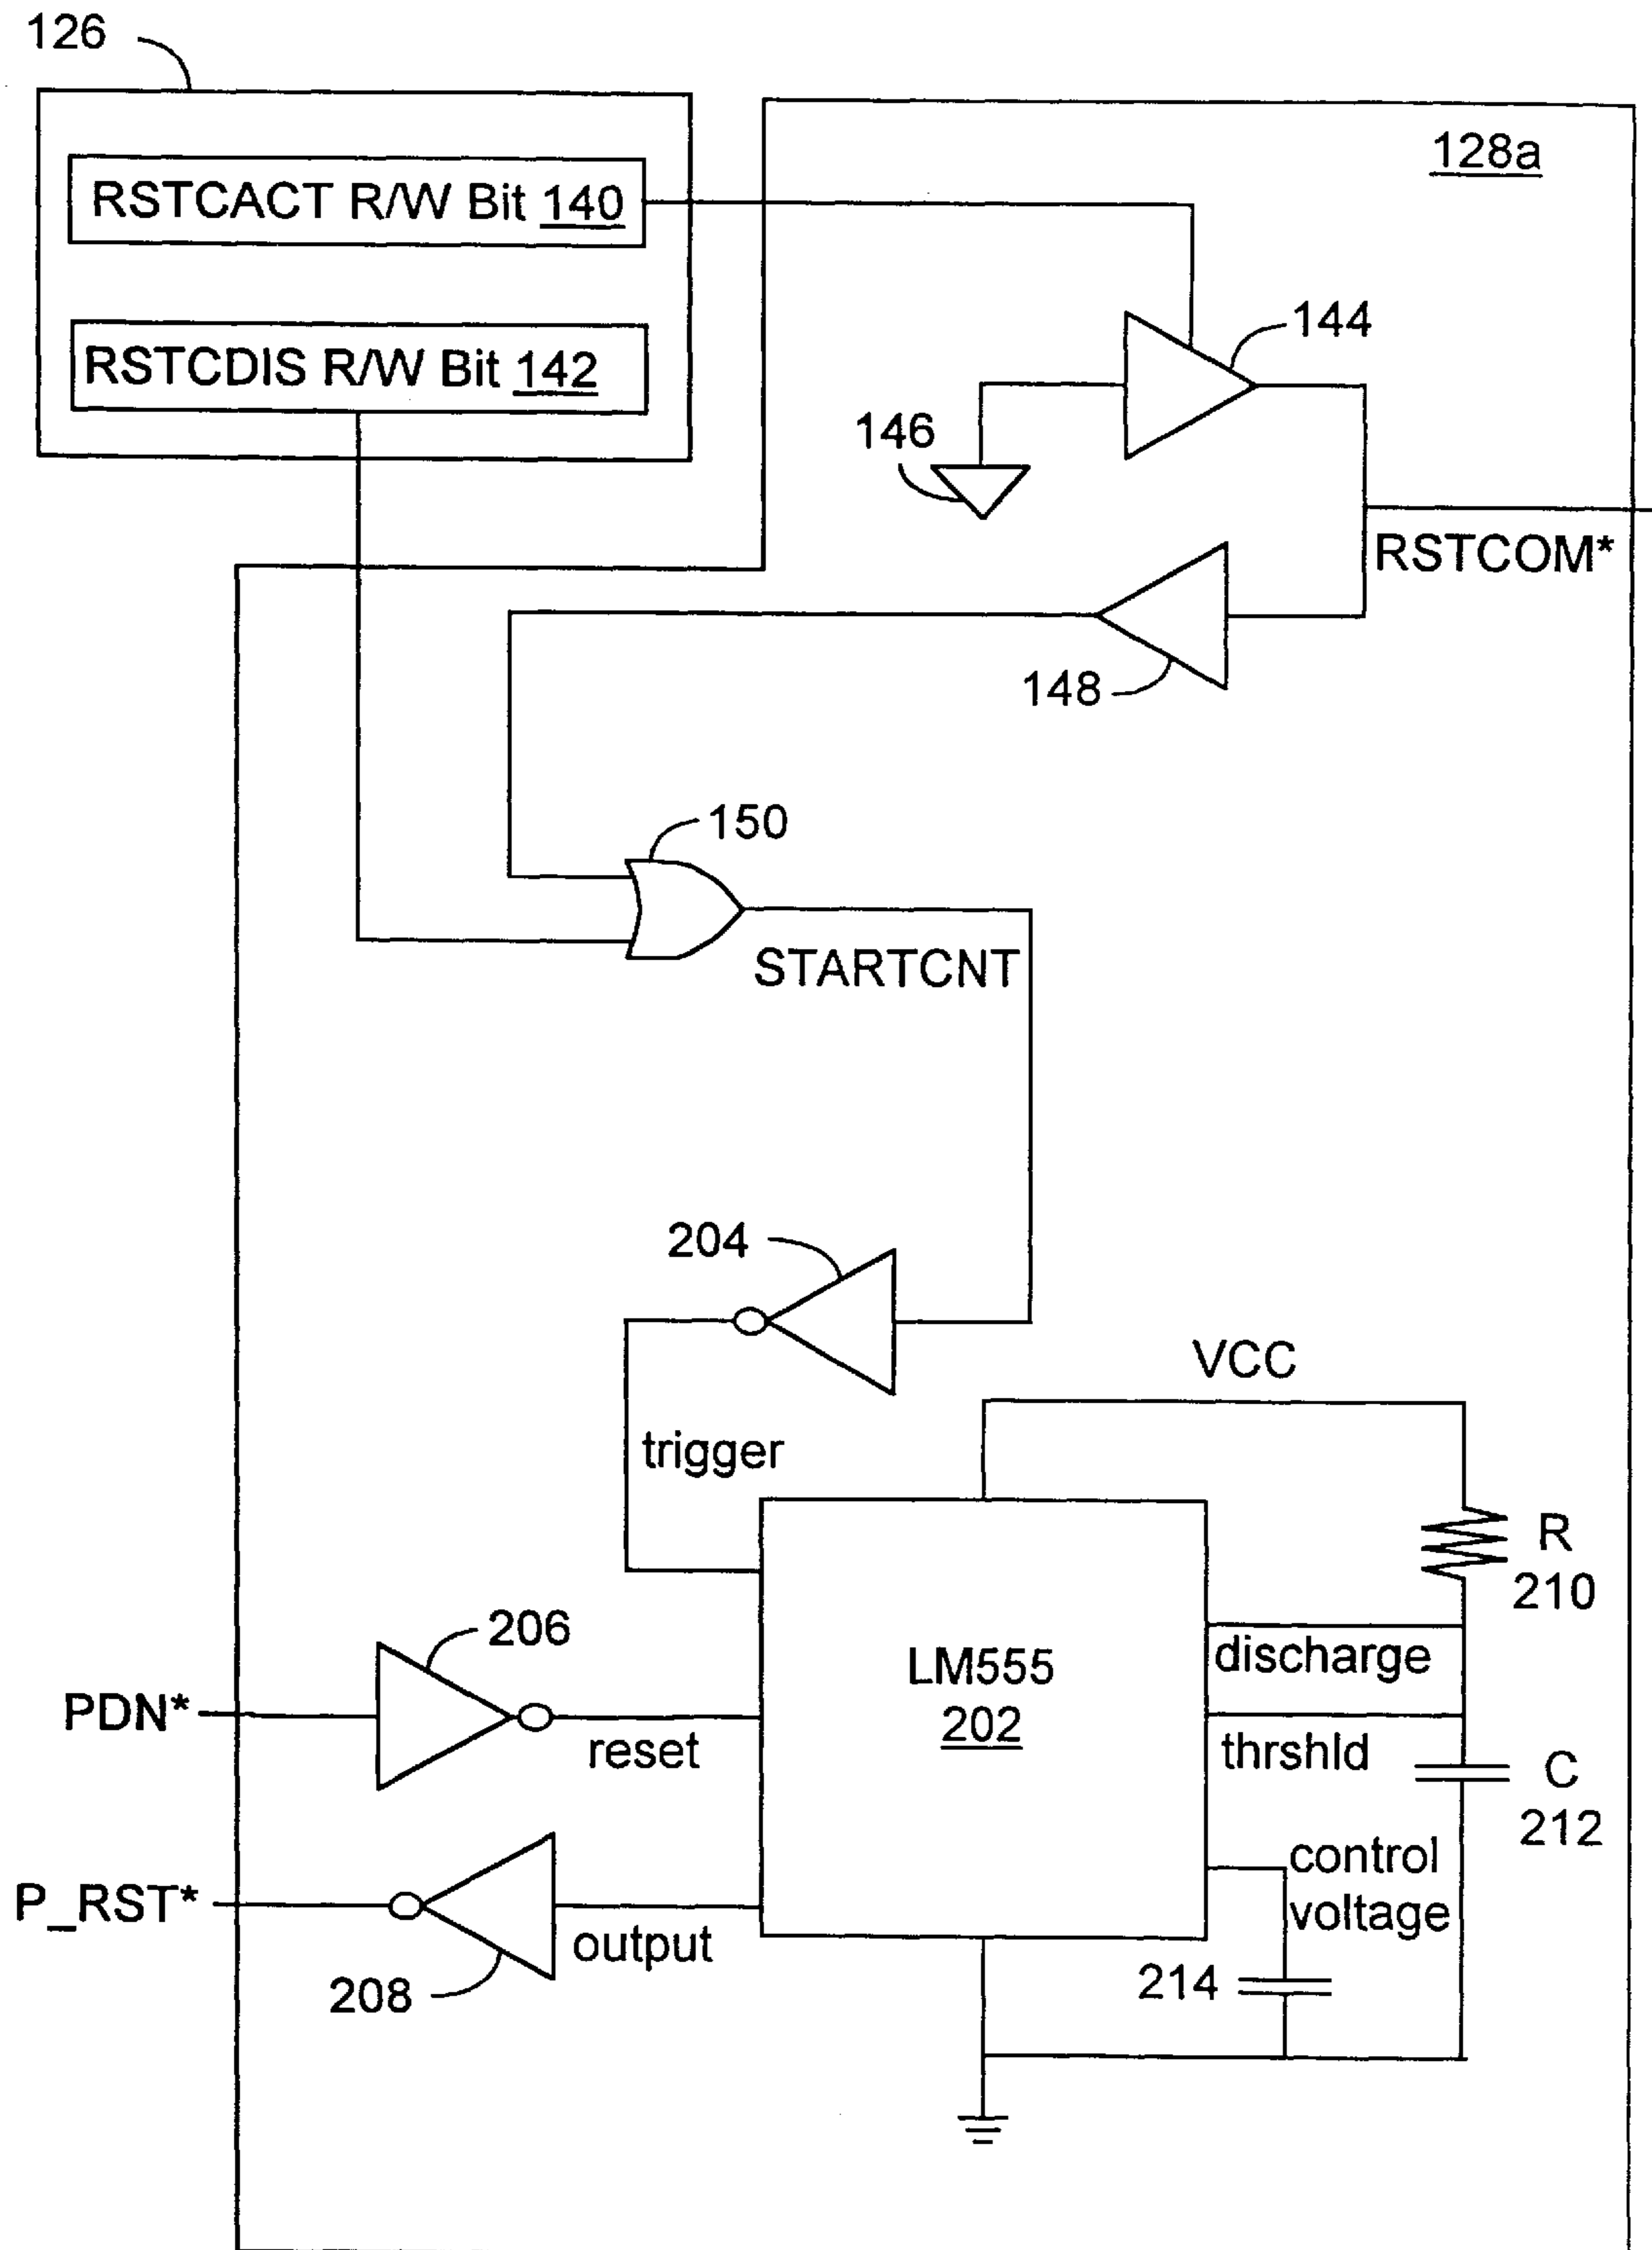 126
128a
RSTCACT R/W Bit 140
144
RSTCDIS R/W Bit 142
146
RSTCOM*
148
150
STARTCNT
204
VCC
trigger
R
210
206
discharge
LM555
202
PDN*
reset
thrshld
C
212
control
voltage
P_RST*
output
208
214